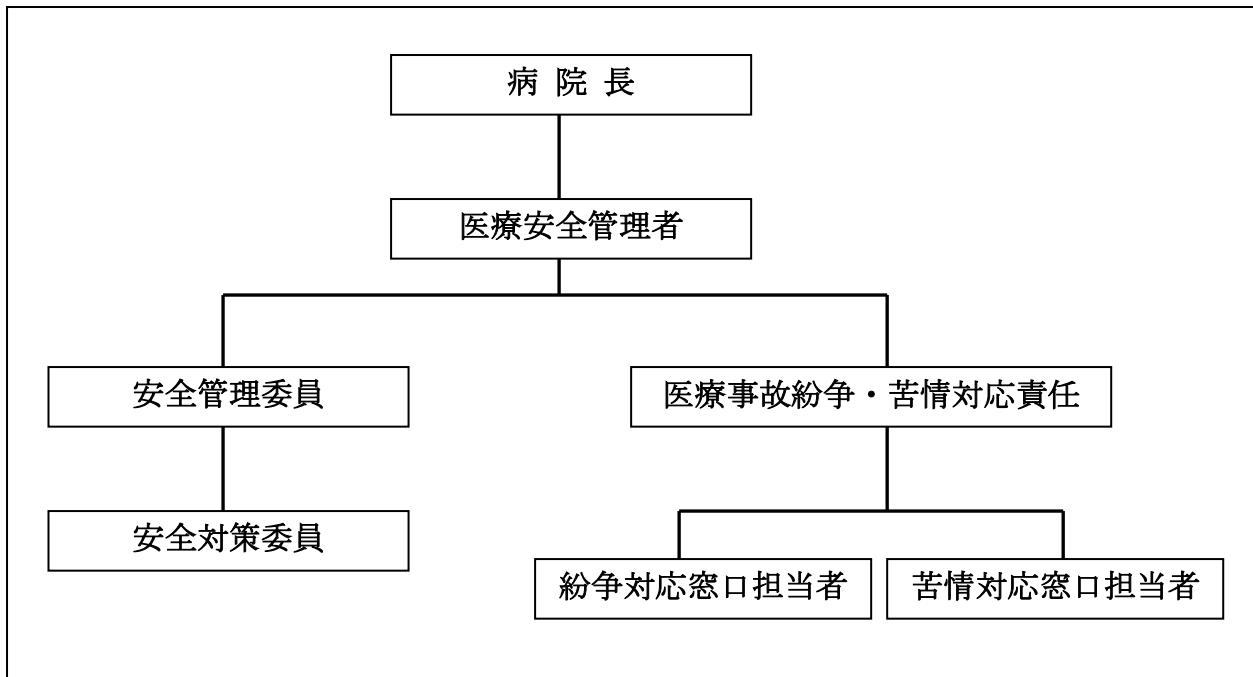 病 院 長
医療安全管理者
安全管理委員
医療事故紛争・苦情対応責任
安全対策委員
紛争対応窓口担当者
苦情対応窓口担当者